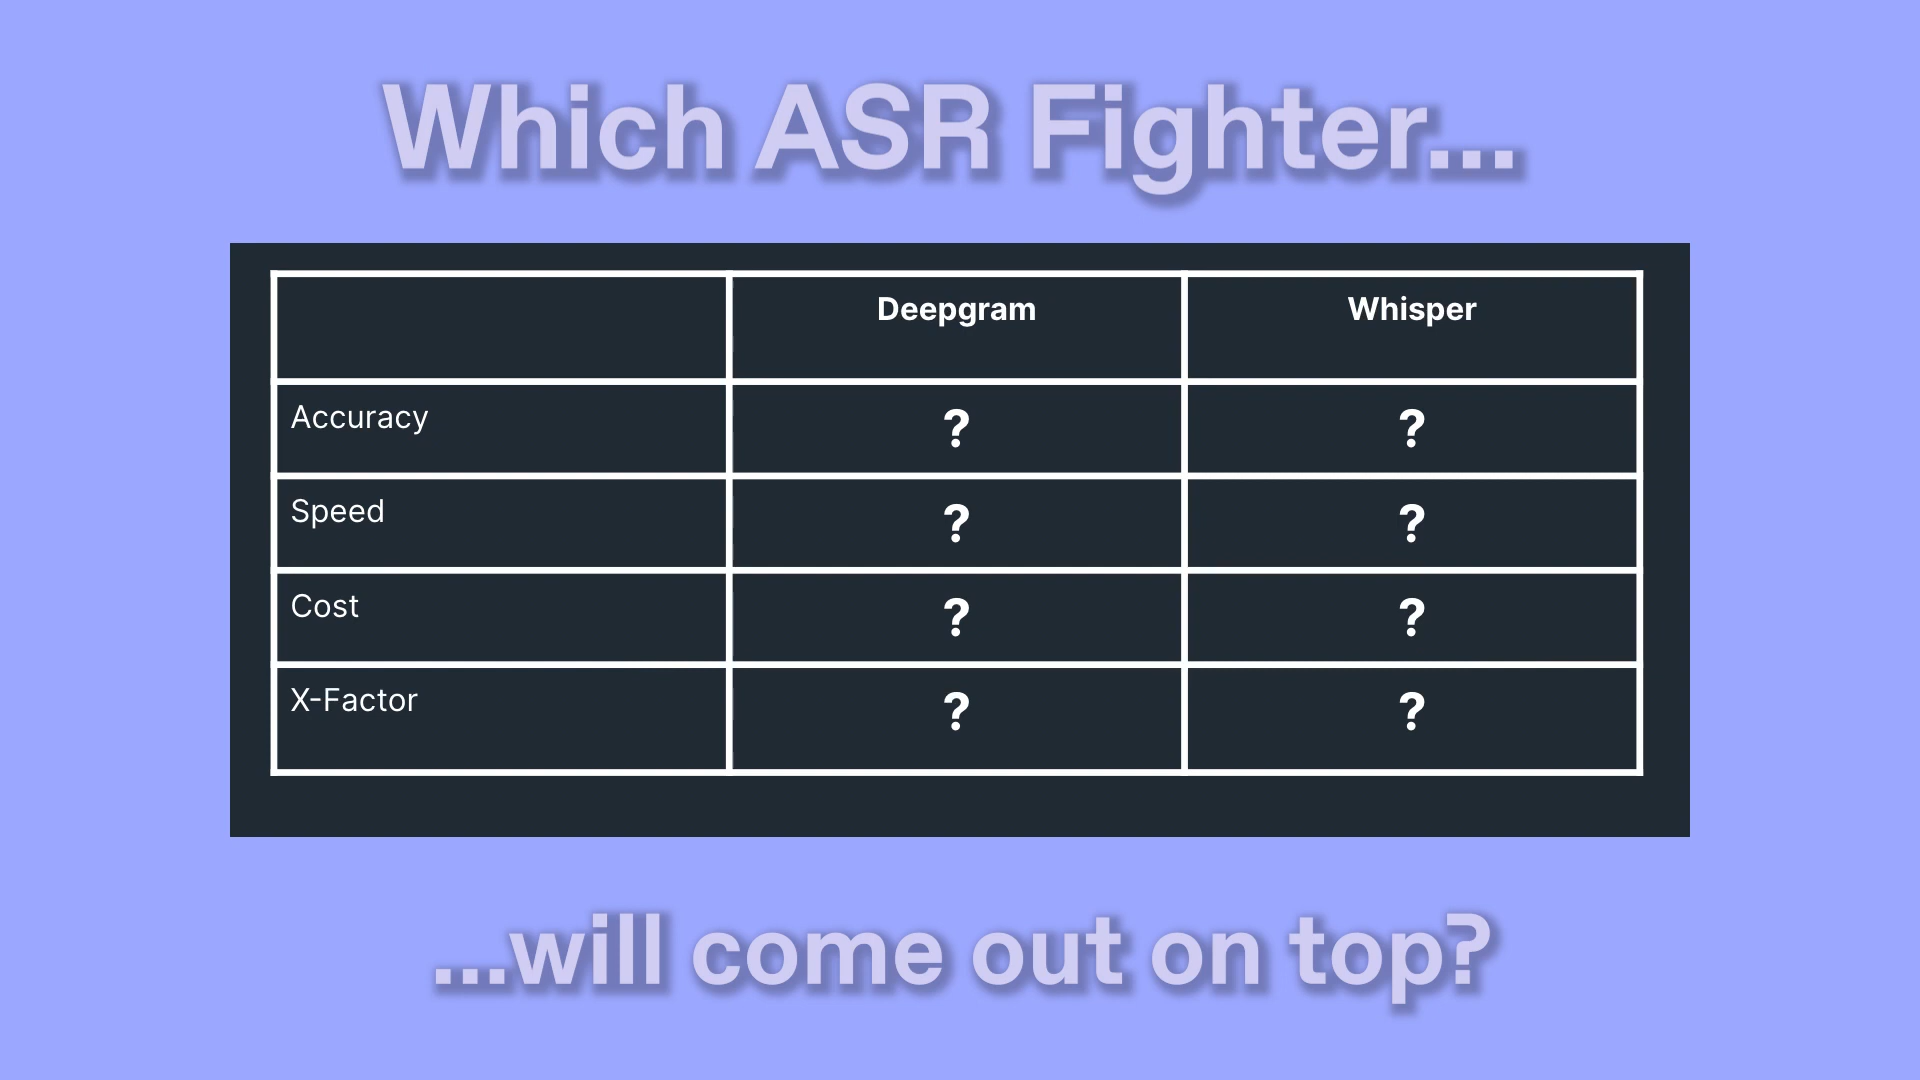 Which ASR Fighter...
Deepgram Whisper
Accuracy ? ?
Speed ? ?
Cost ? ?
X-Factor ? ?
...will come out on top?